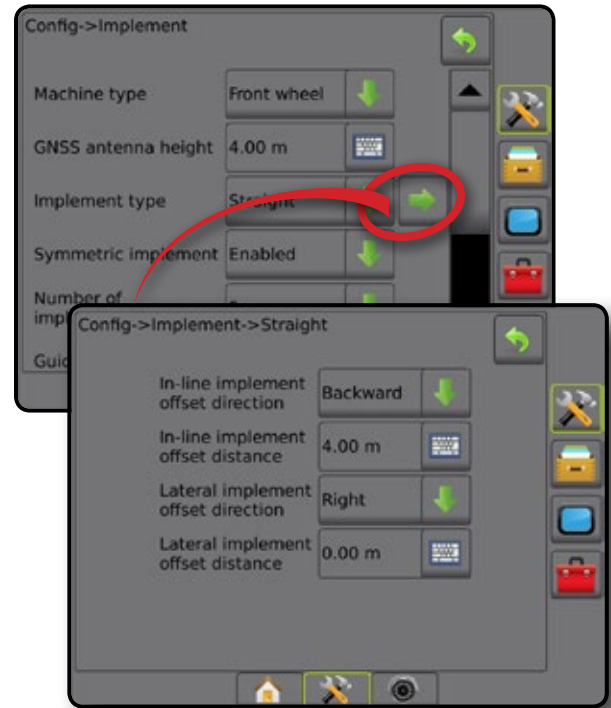 Config->Implement
Machine type Front wheel
GNSS antenna height 4.00 m
Implement type Straight
Symmetric implement Enabled
Number of
Config->Implement->Straight
In-line implement
offset direction Backward
In-line implement
offset distance 4.00 m
Lateral implement
offset direction Right
Lateral implement
offset distance 0.00 m